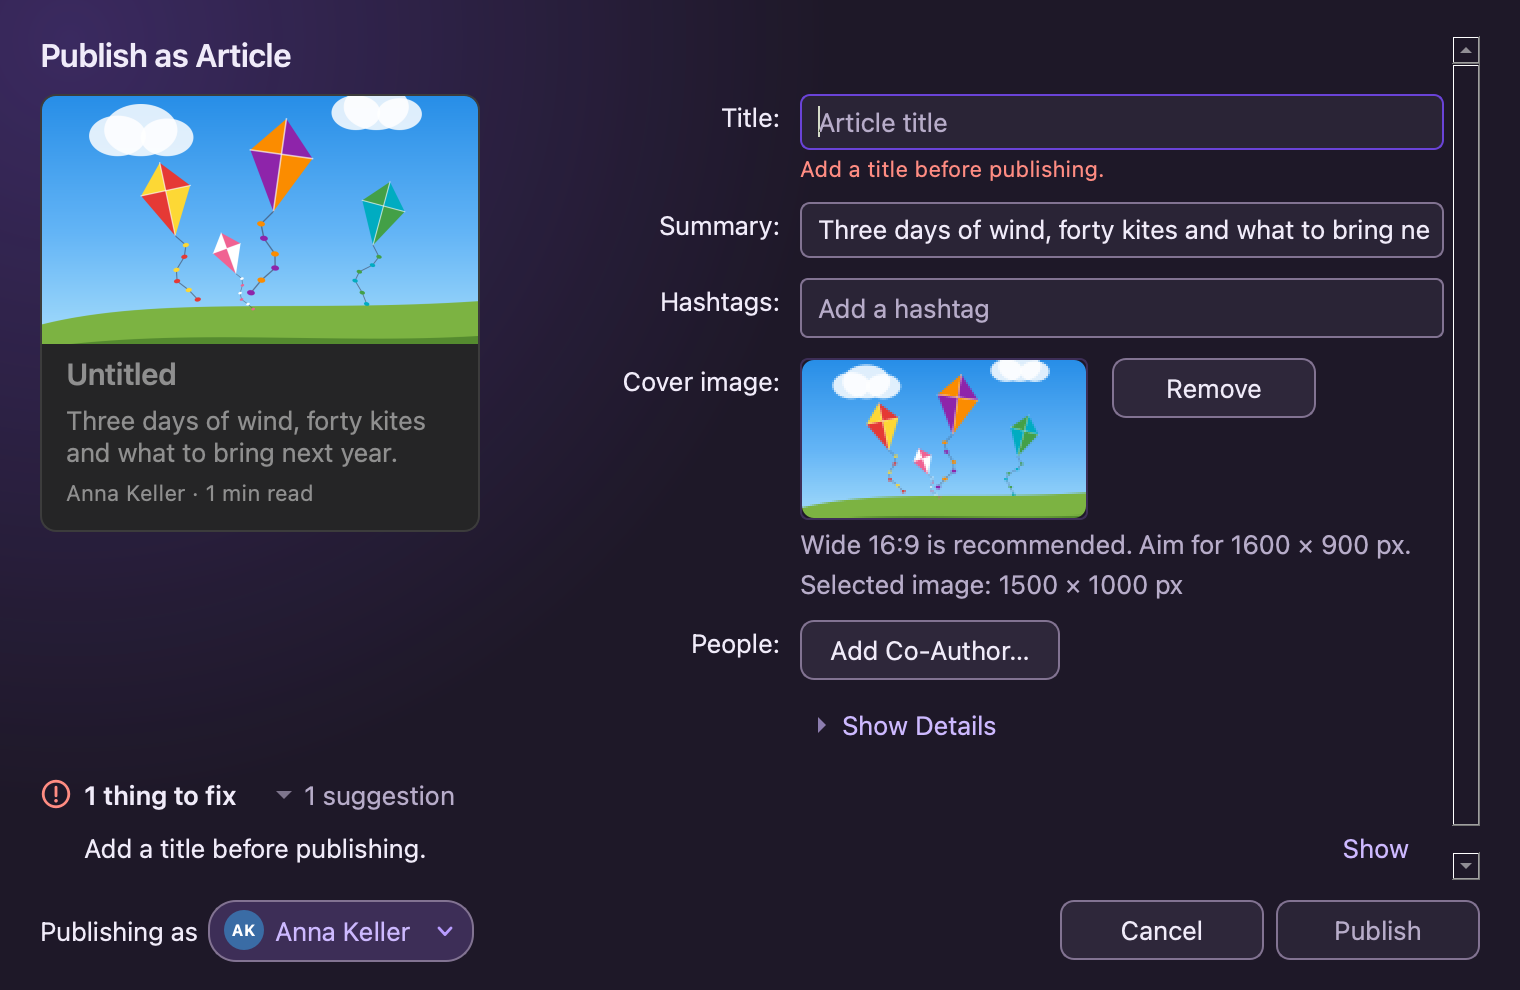 Publish as Article
Untitled
Three days of wind, forty kites
and what to bring next year.
Anna Keller · 1 min read
Title:
Article title
Add a title before publishing.
Summary:
Three days of wind, forty kites and what to bring ne
Hashtags:
Add a hashtag
Cover image:
Remove
Wide 16:9 is recommended. Aim for 1600 × 900 px.
Selected image: 1500 × 1000 px
People:
Add Co-Author...
Show Details
1 thing to fix
1 suggestion
Add a title before publishing.
Show
Publishing as
AK
Anna Keller
Cancel
Publish